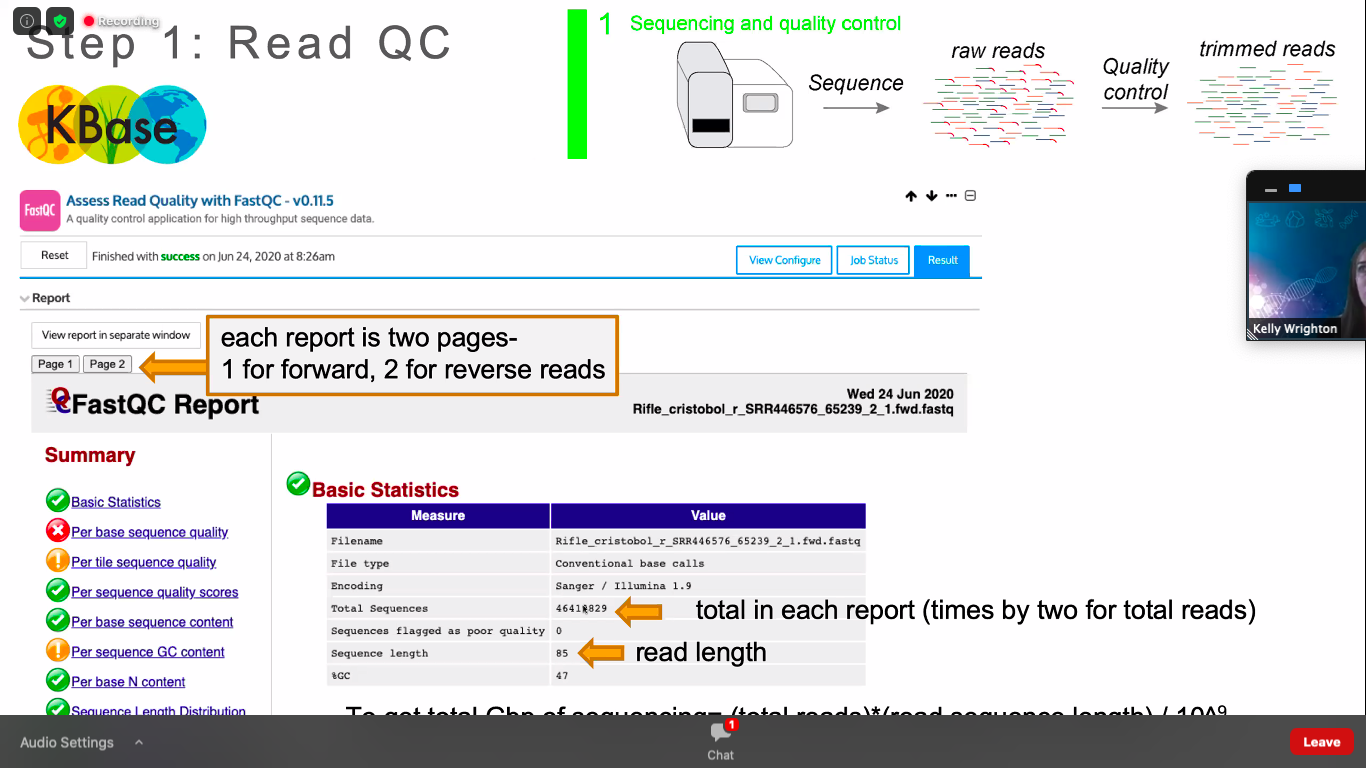 Recording
Step 1: Read QC
1 Sequencing and quality control
Sequence
raw reads
Quality
control
trimmed reads
KBase
FastQC
Assess Read Quality with FastQC - v0.11.5
A quality control application for high throughput sequence data.
Reset
Finished with success on Jun 24, 2020 at 8:26am
View Configure
Job Status
Result
Kelly Wrighton
Report
View report in separate window
Page 1
Page 2
each report is two pages-
1 for forward, 2 for reverse reads
FastQC Report
Wed 24 Jun 2020
Rifle_cristobol_r_SRR446576_65239_2_1.fwd.fastq
Summary
Basic Statistics
Per base sequence quality
Per tile sequence quality
Per sequence quality scores
Per base sequence content
Per sequence GC content
Per base N content
Sequence Length Distribution
Basic Statistics
Measure Value
Filename Rifle_cristobol_r_SRR446576_65239_2_1.fwd.fastq
File type Conventional base calls
Encoding Sanger / Illumina 1.9
Total Sequences
total in each report (times by two for total reads)
Sequences flagged as poor quality 0
Sequence length 85
read length
%GC 47
To get total Gbp of sequencing= (total reads)*(read sequence length) / 10^9
Audio Settings
1
Chat
Leave